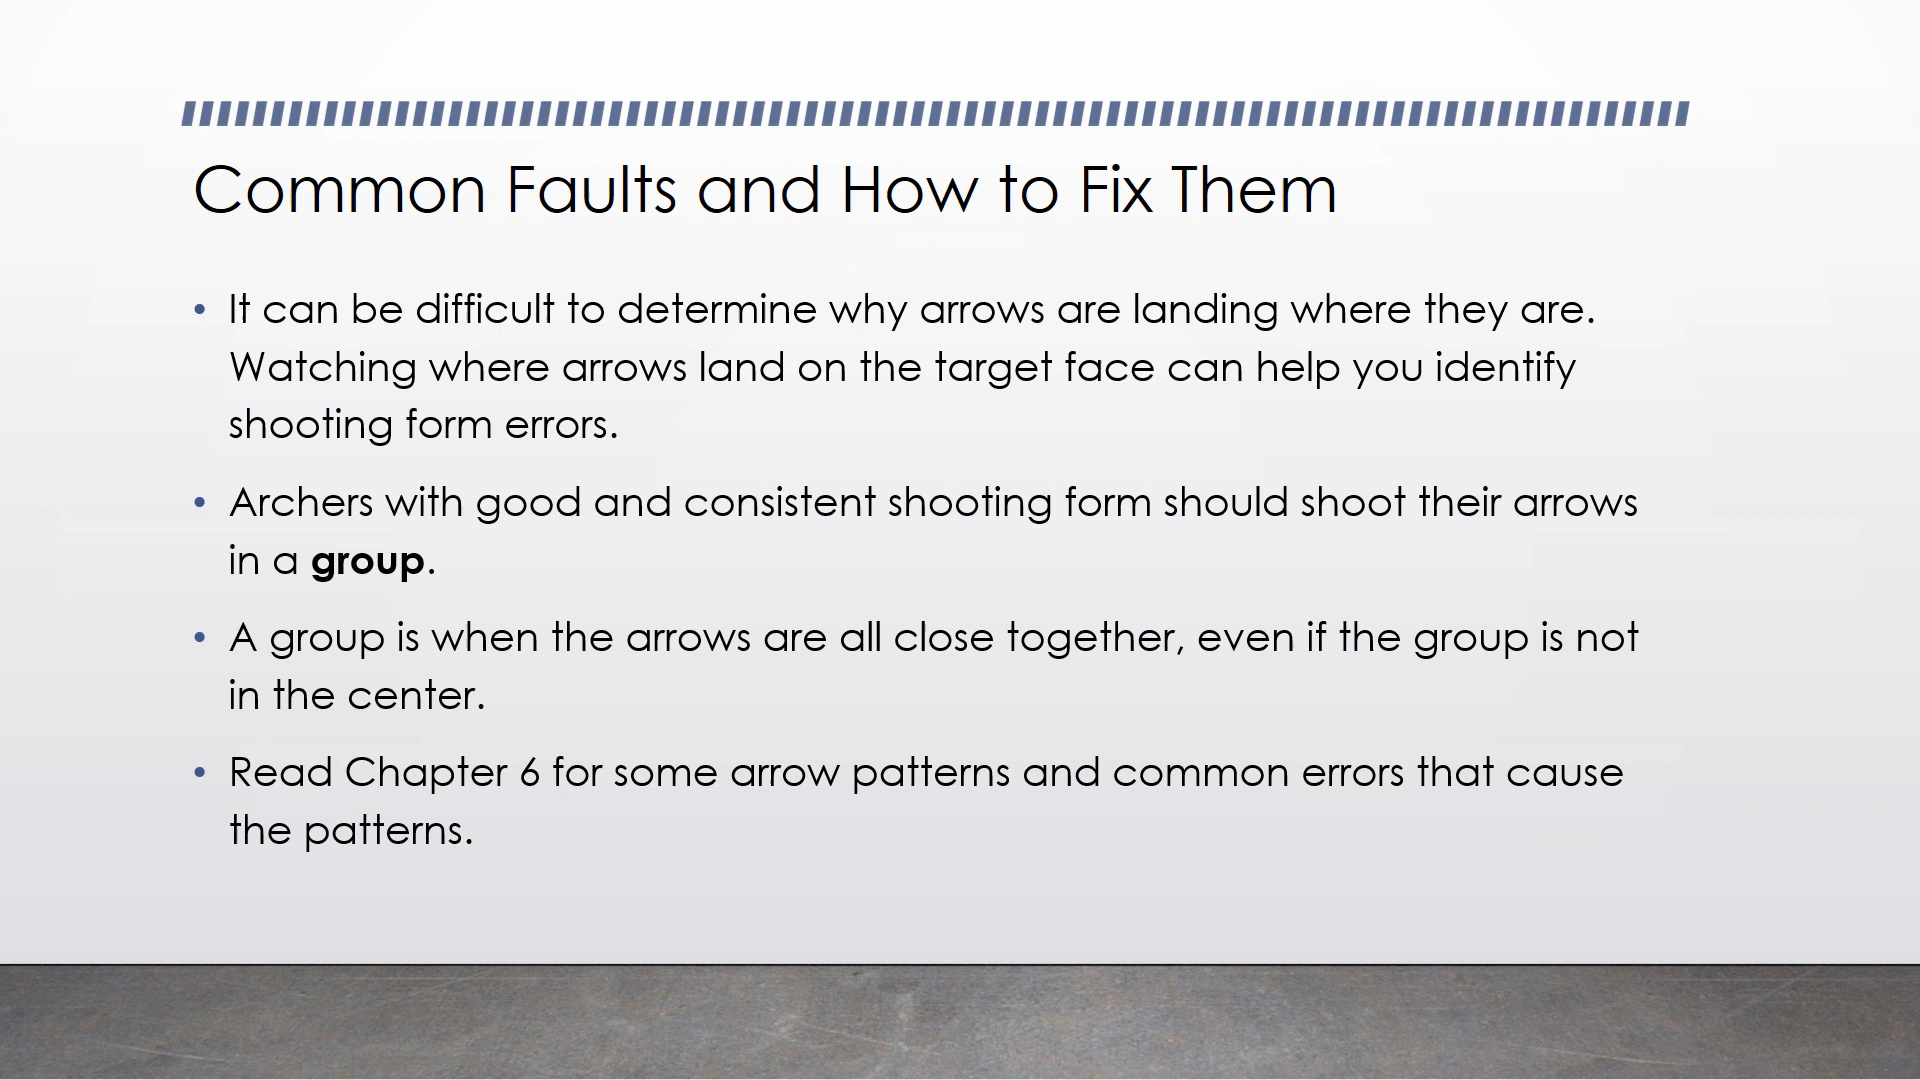 Common Faults and How to Fix Them
• It can be difficult to determine why arrows are landing where they are.
Watching where arrows land on the target face can help you identify
shooting form errors.
• Archers with good and consistent shooting form should shoot their arrows
in a group.
• A group is when the arrows are all close together, even if the group is not
in the center.
• Read Chapter 6 for some arrow patterns and common errors that cause
the patterns.